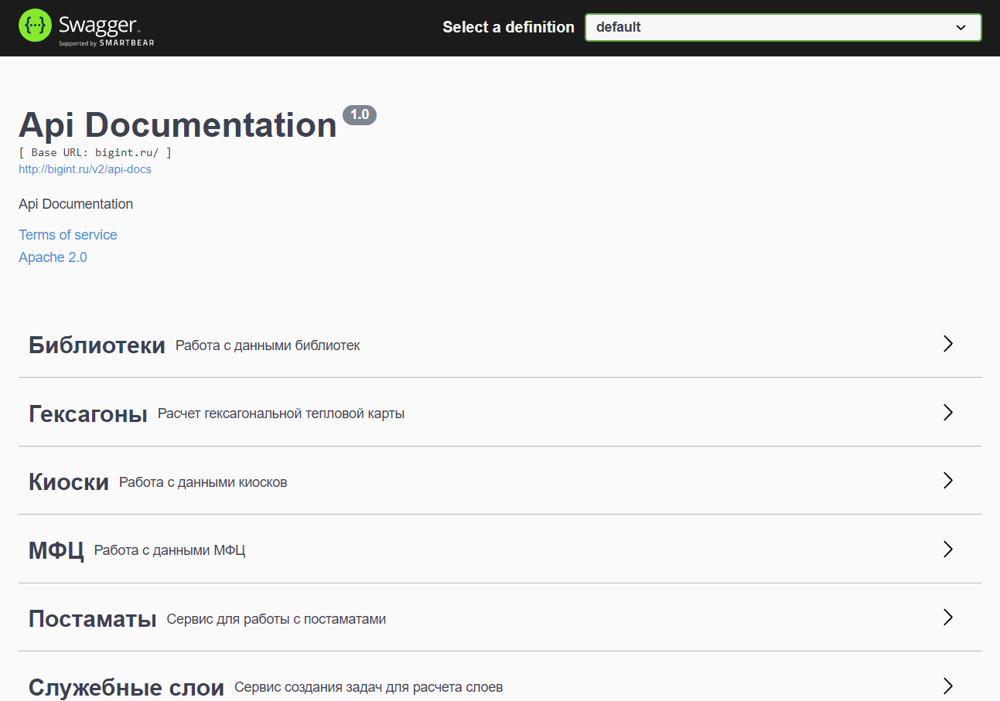 Swagger™
Supported by SMARTBEAR
Select a definition
default
Api Documentation 1.0
[ Base URL: bigint.ru/ ]
http://bigint.ru/v2/api-docs
Api Documentation
Terms of service
Apache 2.0
Библиотеки Работа с данными библиотек
Гексагоны Расчет гексагональной тепловой карты
Киоски Работа с данными киосков
МФЦ Работа с данными МФЦ
Постаматы Сервис для работы с постаматами
Служебные слои Сервис создания задач для расчета слоев